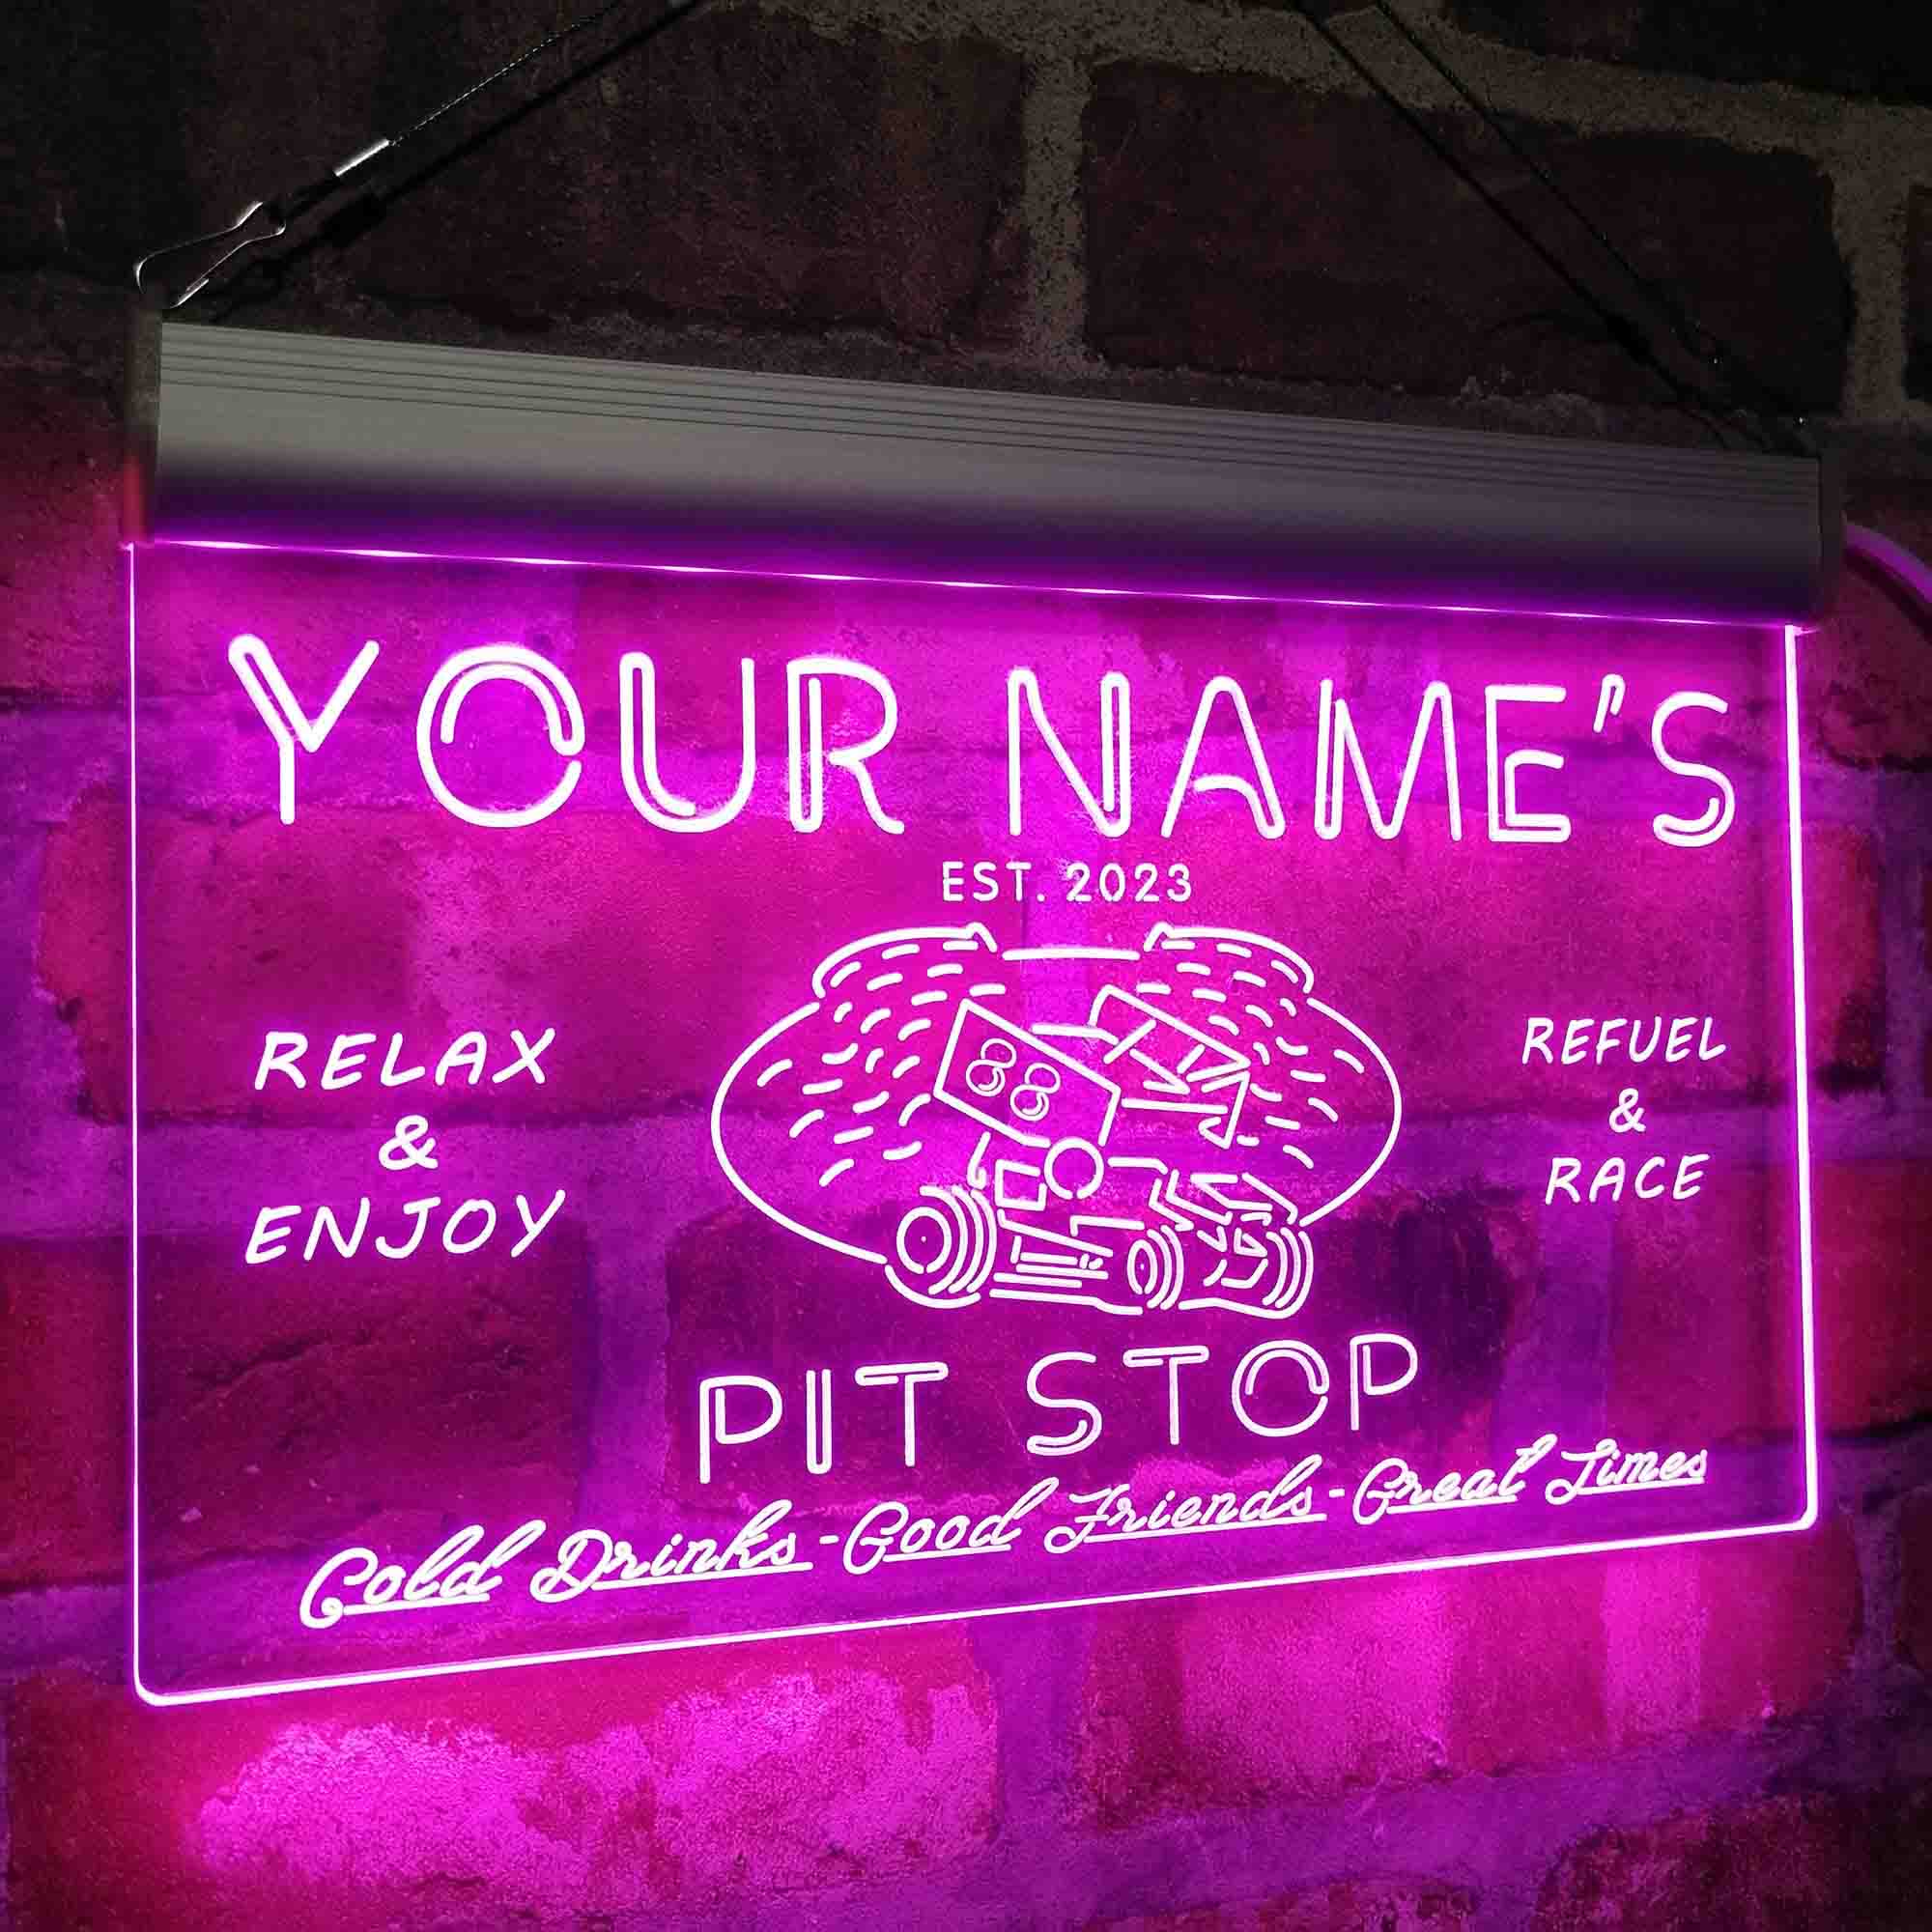 YOUR NAME'S
EST. 2023
88
RELAX
&
ENJOY
REFUEL
&
RACE
PIT STOP
Cold Drinks - Good Friends - Great Times